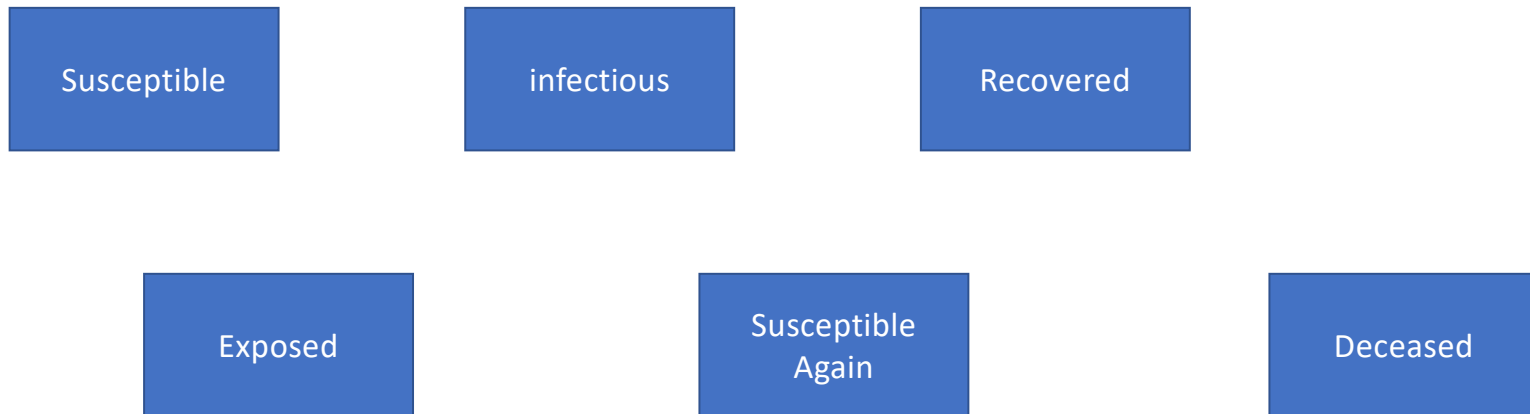 Susceptible
infectious
Recovered
Exposed
Susceptible
Again
Deceased